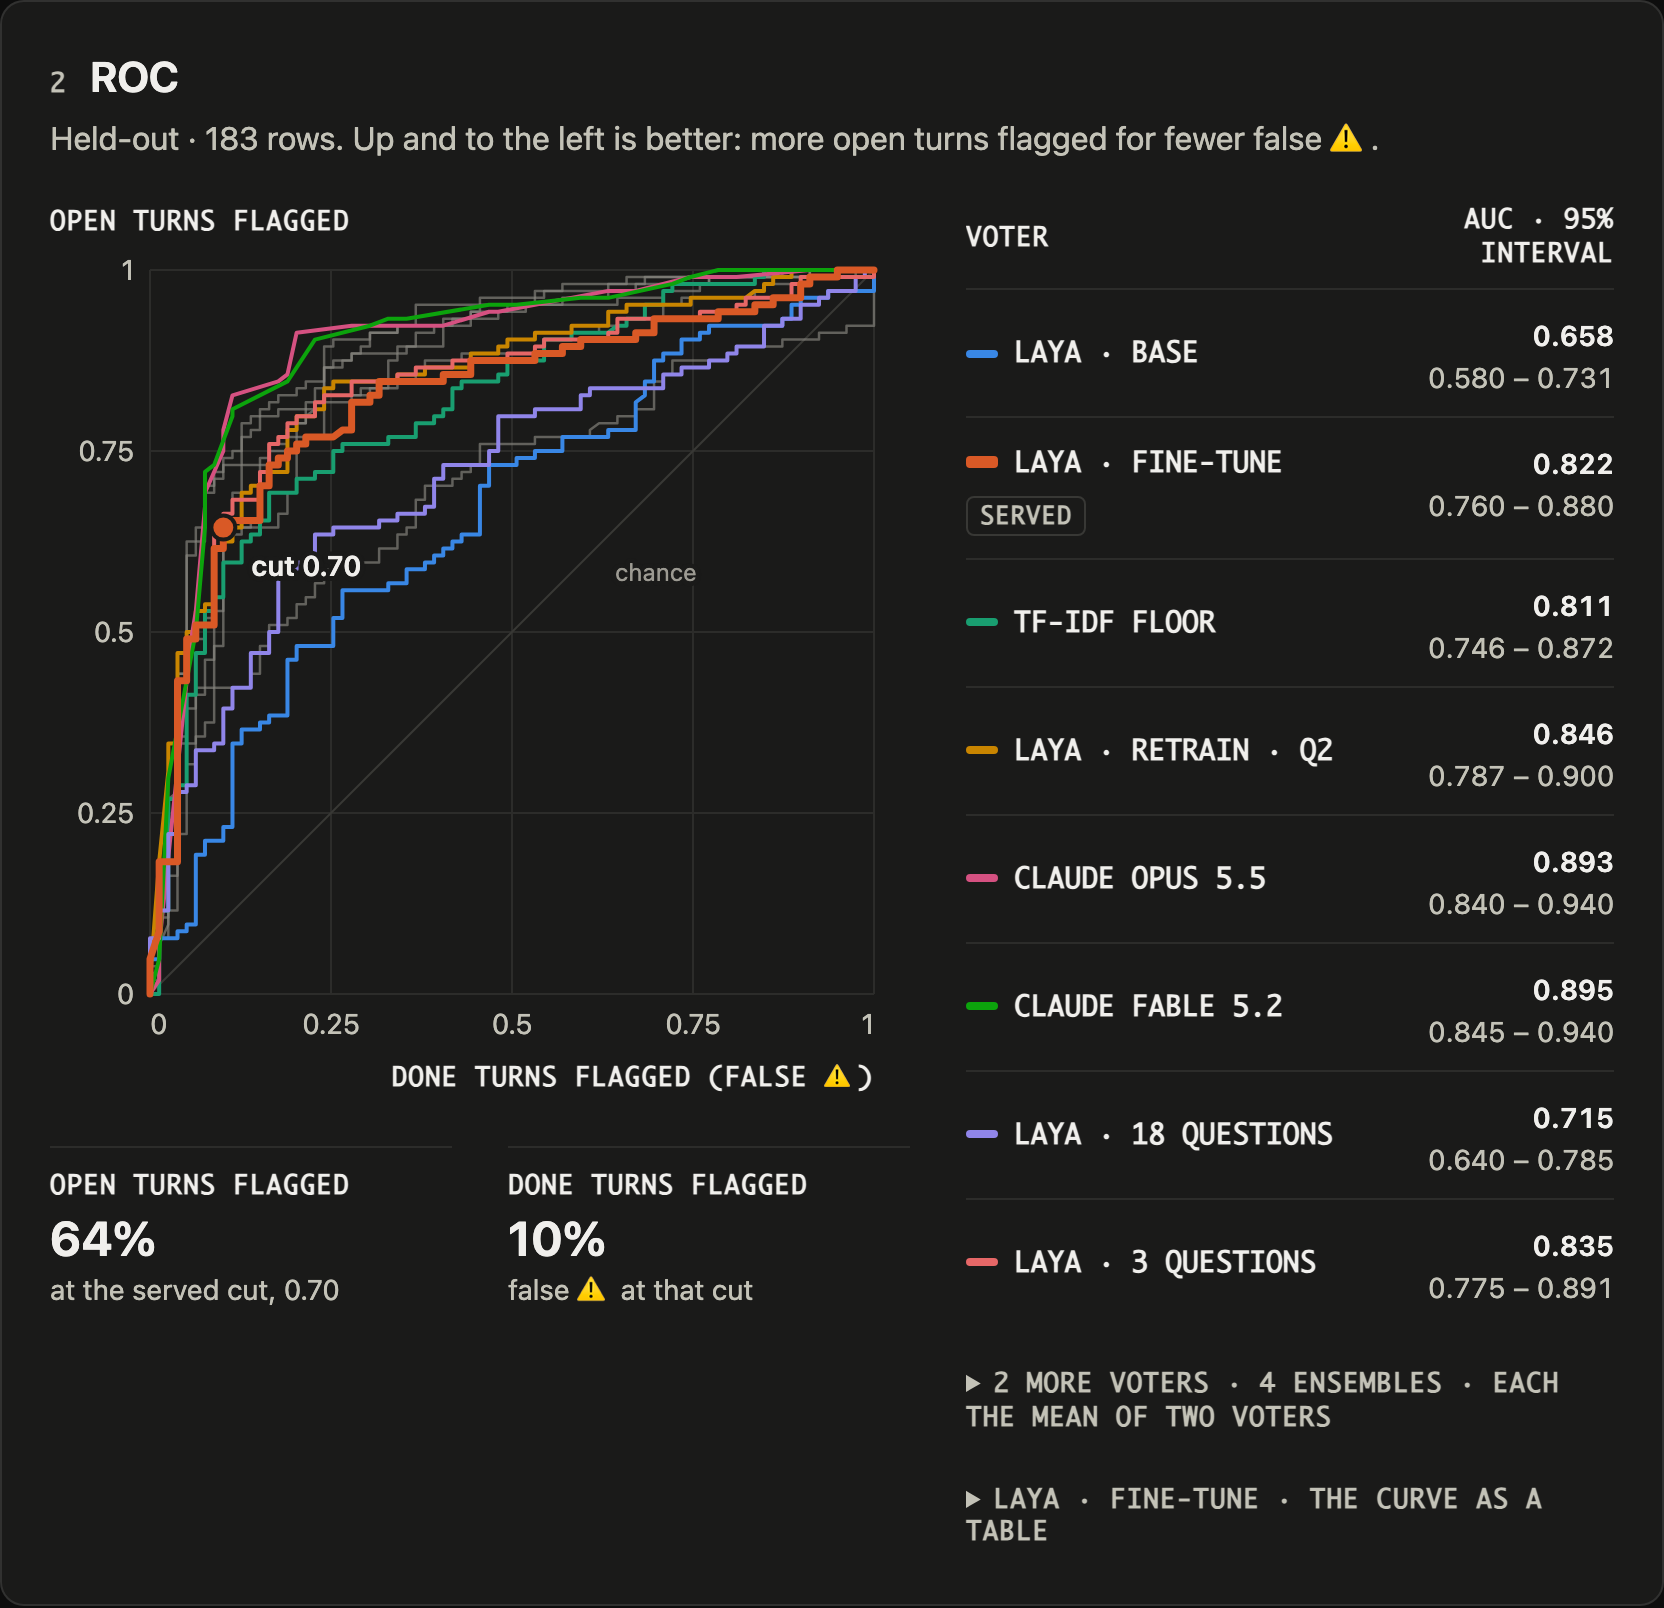 2 ROC
Held-out · 183 rows. Up and to the left is better: more open turns flagged for fewer false ⚠️ .
OPEN TURNS FLAGGED
1
0.75
0.5
0.25
0
cut 0.70
chance
0
0.25
0.5
0.75
1
DONE TURNS FLAGGED (FALSE ⚠️)
OPEN TURNS FLAGGED
64%
at the served cut, 0.70
DONE TURNS FLAGGED
10%
false ⚠️ at that cut
VOTER
AUC · 95%
INTERVAL
LAYA · BASE
0.658
0.580 – 0.731
LAYA · FINE-TUNE
SERVED
0.822
0.760 – 0.880
TF-IDF FLOOR
0.811
0.746 – 0.872
LAYA · RETRAIN · Q2
0.846
0.787 – 0.900
CLAUDE OPUS 5.5
0.893
0.840 – 0.940
CLAUDE FABLE 5.2
0.895
0.845 – 0.940
LAYA · 18 QUESTIONS
0.715
0.640 – 0.785
LAYA · 3 QUESTIONS
0.835
0.775 – 0.891
▶ 2 MORE VOTERS · 4 ENSEMBLES · EACH
THE MEAN OF TWO VOTERS
▶ LAYA · FINE-TUNE · THE CURVE AS A
TABLE